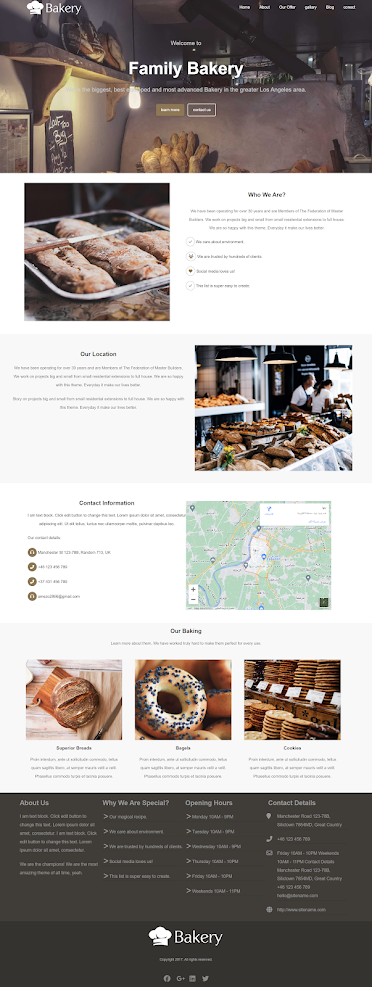 Bakery
Home About Our Offer gallery Blog contact
Welcome to
Family Bakery
the biggest, best equipped and most advanced Bakery in the greater Los Angeles area.
learn more contact us
Who We Are?
We have been operating for over 30 years and are Members of The Federation of Master
Builders. We work on projects big and small from small residential extensions to full house.
We are so happy with this theme. Everyday it make our lives better.
We care about environment
We are trusted by hundreds of clients.
Social media loves us!
This list is super easy to create.
Our Location
We have been operating for over 30 years and are Members of The Federation of Master Builders.
We work on projects big and small from small residential extensions to full house. We are so happy
with this theme. Everyday it make our lives better.
Story on projects big and small from small residential extensions to full house. We are so happy with
this theme. Everyday it make our lives better.
Contact Information
I am text block. Click edit button to change this text. Lorem ipsum dolor sit amet, consectetur
adipiscing elit. Ut elit tellus, luctus nec ullamcorper mattis, pulvinar dapibus leo.
Our contact details:
Manchester St 123-78B, Random 713, UK
+49 123 456 789
+37 431 456 789
@gmail.com
Our Baking
Learn more about them. We have worked truly hard to make them perfect for every use.
Superior Breads
Bagels
Cookies
Proin interdum, ante ut sollicitudin commodo, tellus
quam sagittis libero, at semper mauris velit a velit.
Phasellus commodo turpis at lacinia posuere.
Proin interdum, ante ut sollicitudin commodo, tellus
quam sagittis libero, at semper mauris velit a velit.
Phasellus commodo turpis at lacinia posuere.
Proin interdum, ante ut sollicitudin commodo, tellus
quam sagittis libero, at semper mauris velit a velit.
Phasellus commodo turpis at lacinia posuere.
About Us
I am text block. Click edit button to
change this text. Lorem ipsum dolor sit
amet, consectetur. I am text block. Click
edit button to change this text. Lorem
ipsum dolor sit amet, consectetur.
We are the champions! We are the most
amazing theme of all time, yeah.
Why We Are Special?
Our magical recipe.
We care about environment
We are trusted by hundreds of clients.
Social media loves us!
This list is super easy to create.
Opening Hours
Monday 10AM - 9PM
Tuesday 10AM - 9PM
Wednesday 10AM - 9PM
Thursday 10AM - 10PM
Friday 10AM - 10PM
Weekends 10AM - 11PM
Contact Details
Manchester Road 123-78B,
Silictown 7854MD, Great Country
+49 123 456 789
Friday 10AM - 10PM Weekends
10AM - 11PM Contact Details
Manchester Road 123-78B,
Silictown 7854MD, Great Country
+49 123 456 789
hello@sitename.com
http://www.sitename.com
Bakery
Copyright 2017. All rights reserved.